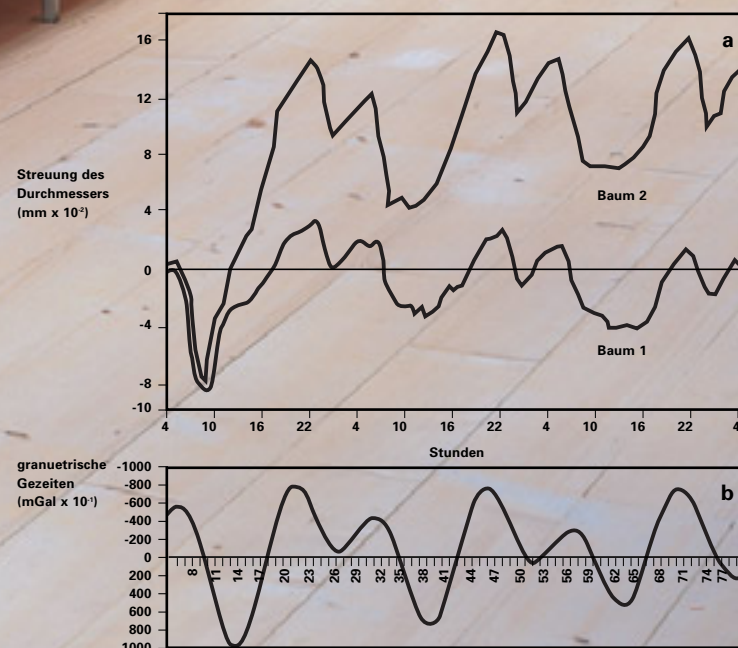 a
16
12
8
4
0
-4
-8
-10
Streuung des
Durchmessers
(mm x 10⁻²)
Baum 2
Baum 1
4 10 16 22 4 10 16 22 4 10 16 22 4
Stunden
granuetrische
Gezeiten
(mGal x 10⁻¹)
b
-1000
-800
-600
-400
-200
0
200
400
600
800
1000
8 11 14 17 20 23 26 29 32 35 38 41 44 47 50 53 56 59 62 65 68 71 74 77